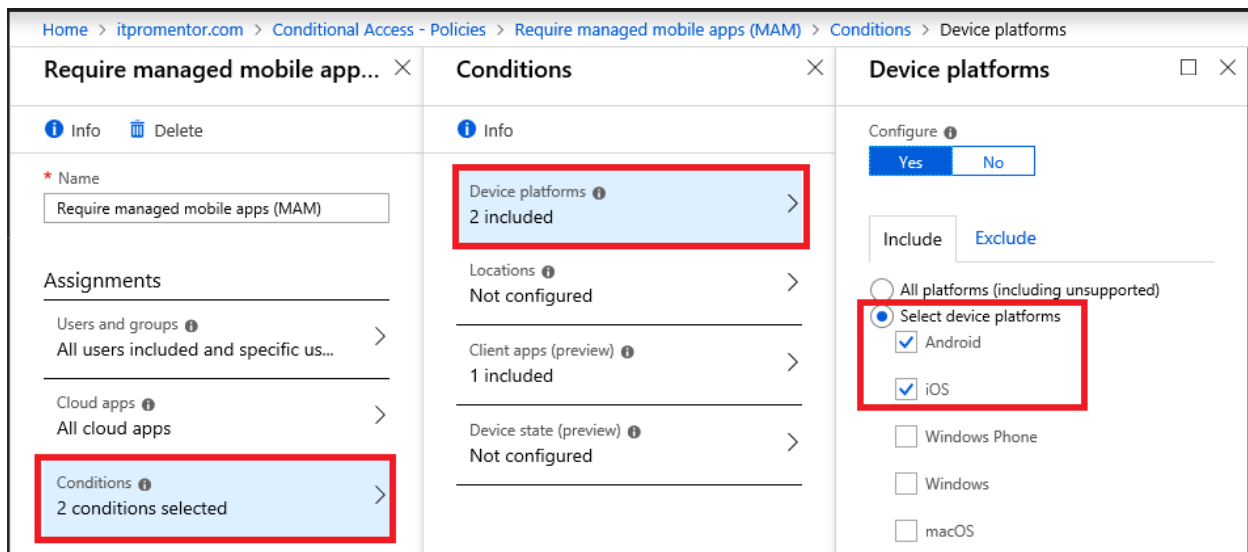 Home > itpromentor.com > Conditional Access - Policies > Require managed mobile apps (MAM) > Conditions > Device platforms
Require managed mobile app...
Info Delete
* Name
Require managed mobile apps (MAM)
Assignments
Users and groups
All users included and specific us...
Cloud apps
All cloud apps
Conditions
2 conditions selected
Conditions
Info
Device platforms
2 included
Locations
Not configured
Client apps (preview)
1 included
Device state (preview)
Not configured
Device platforms
Configure
Yes No
Include Exclude
All platforms (including unsupported)
Select device platforms
Android
iOS
Windows Phone
Windows
macOS